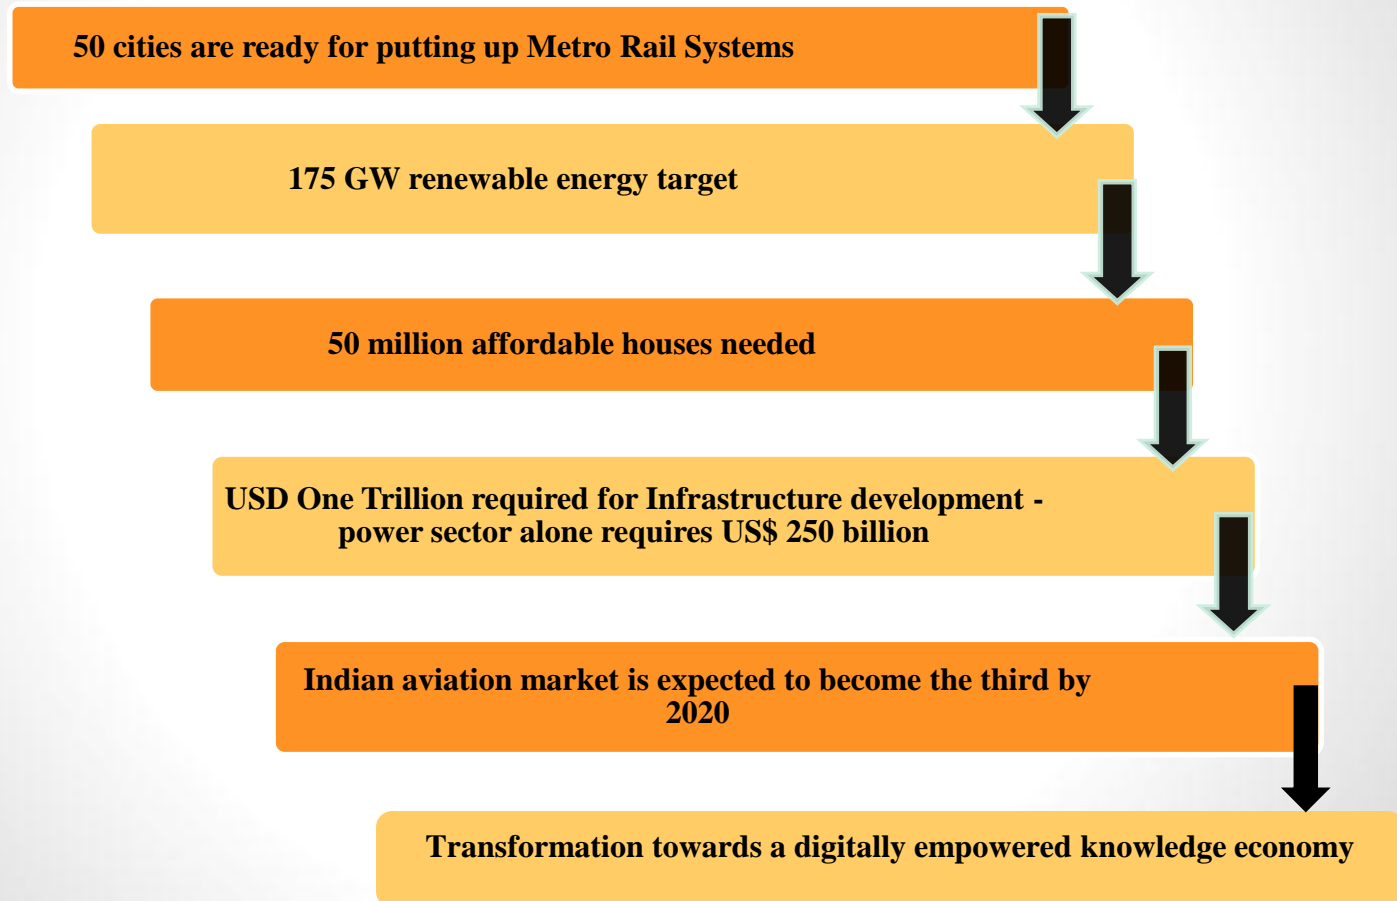 50 cities are ready for putting up Metro Rail Systems
175 GW renewable energy target
50 million affordable houses needed
USD One Trillion required for Infrastructure development -
power sector alone requires US$ 250 billion
Indian aviation market is expected to become the third by
2020
Transformation towards a digitally empowered knowledge economy